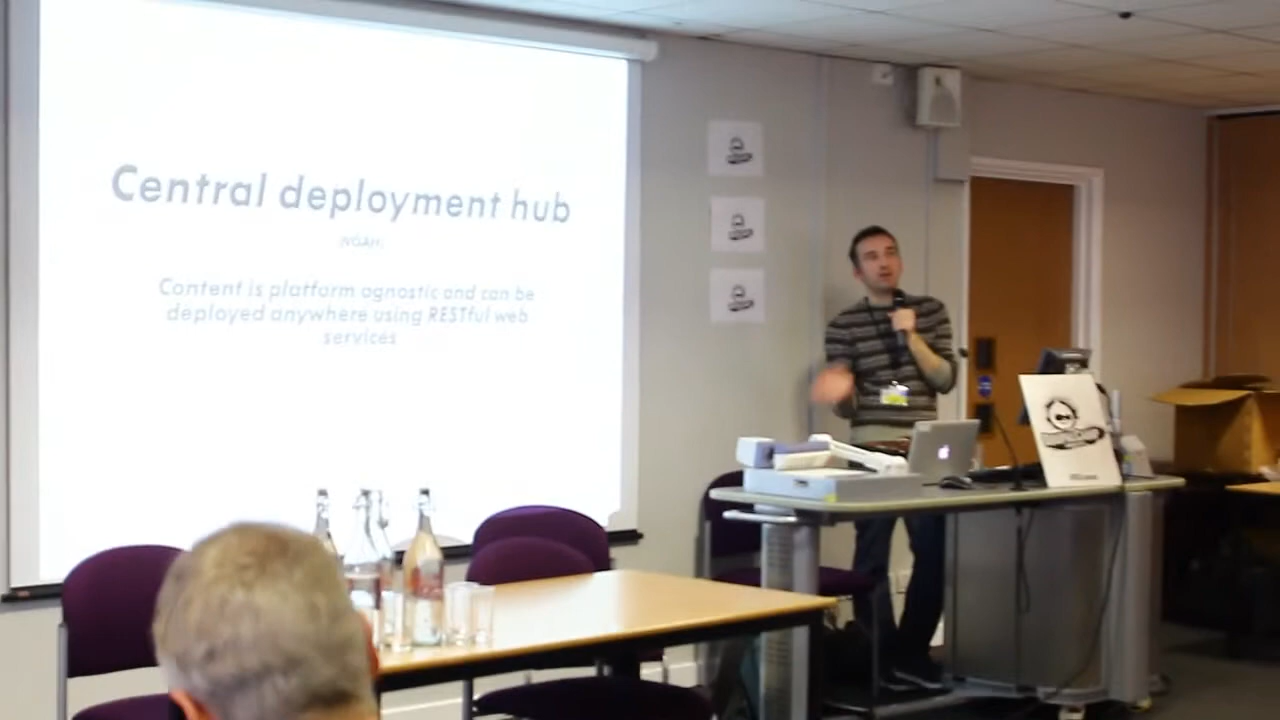 Central deployment hub
NOAH
Content is platform agnostic and can be
deployed anywhere using RESTful web
services